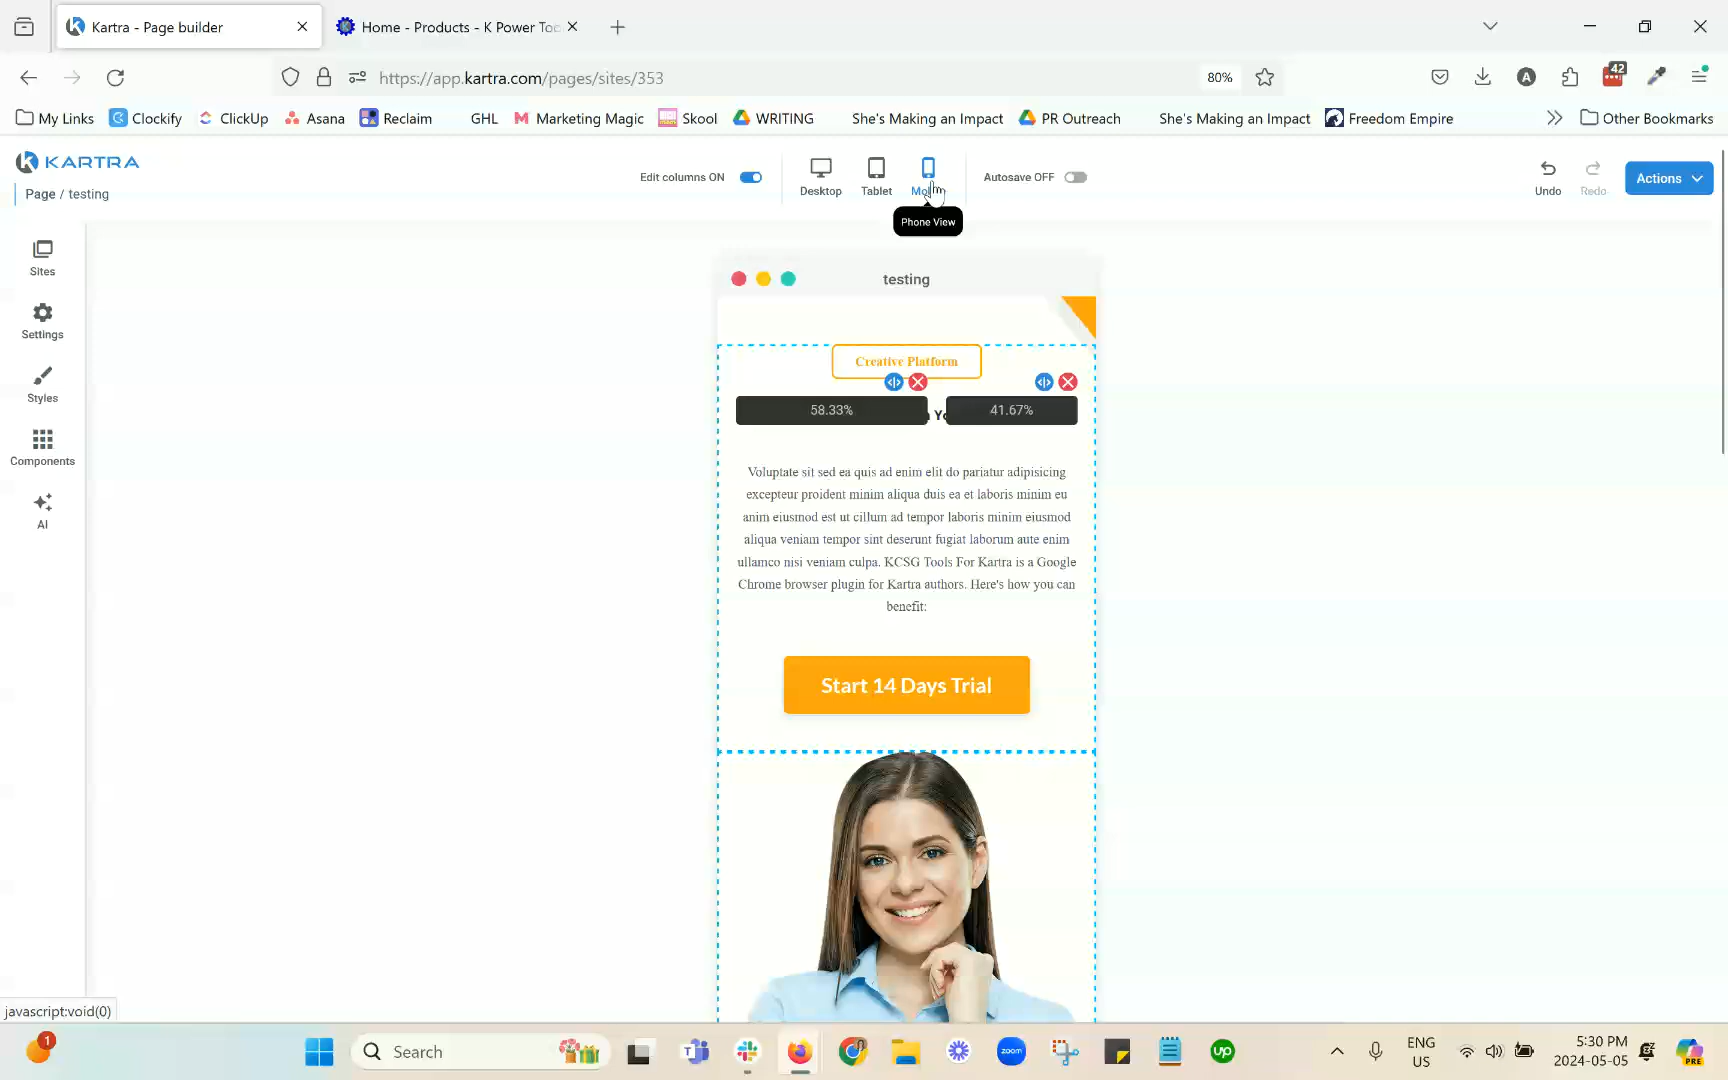 Kartra - Page builder
Home - Products - K Power Too
https://app.kartra.com/pages/sites/353
80%
A
42
My Links
Clockify
ClickUp
Asana
Reclaim
GHL
Marketing Magic
Skool
WRITING
She's Making an Impact
PR Outreach
She's Making an Impact
Freedom Empire
Other Bookmarks
KARTRA
Page / testing
Edit columns ON
Desktop
Tablet
Autosave OFF
Undo
Redo
Actions
Phone View
Sites
Settings
Styles
Components
AI
testing
Creative Platform
58.33%
41.67%
Voluptate sit sed ea quis ad enim elit do pariatur adipisicing
excepteur proident minim aliqua duis ea et laboris minim eu
anim eiusmod est ut cillum ad tempor laboris minim eiusmod
aliqua veniam tempor sint deserunt fugiat laborum aute enim
ullamco nisi veniam culpa. KCSG Tools For Kartra is a Google
Chrome browser plugin for Kartra authors. Here's how you can
benefit:
Start 14 Days Trial
javascript:void(0)
1
Search
zoom
up
ENG
US
5:30 PM
2024-05-05
PRE